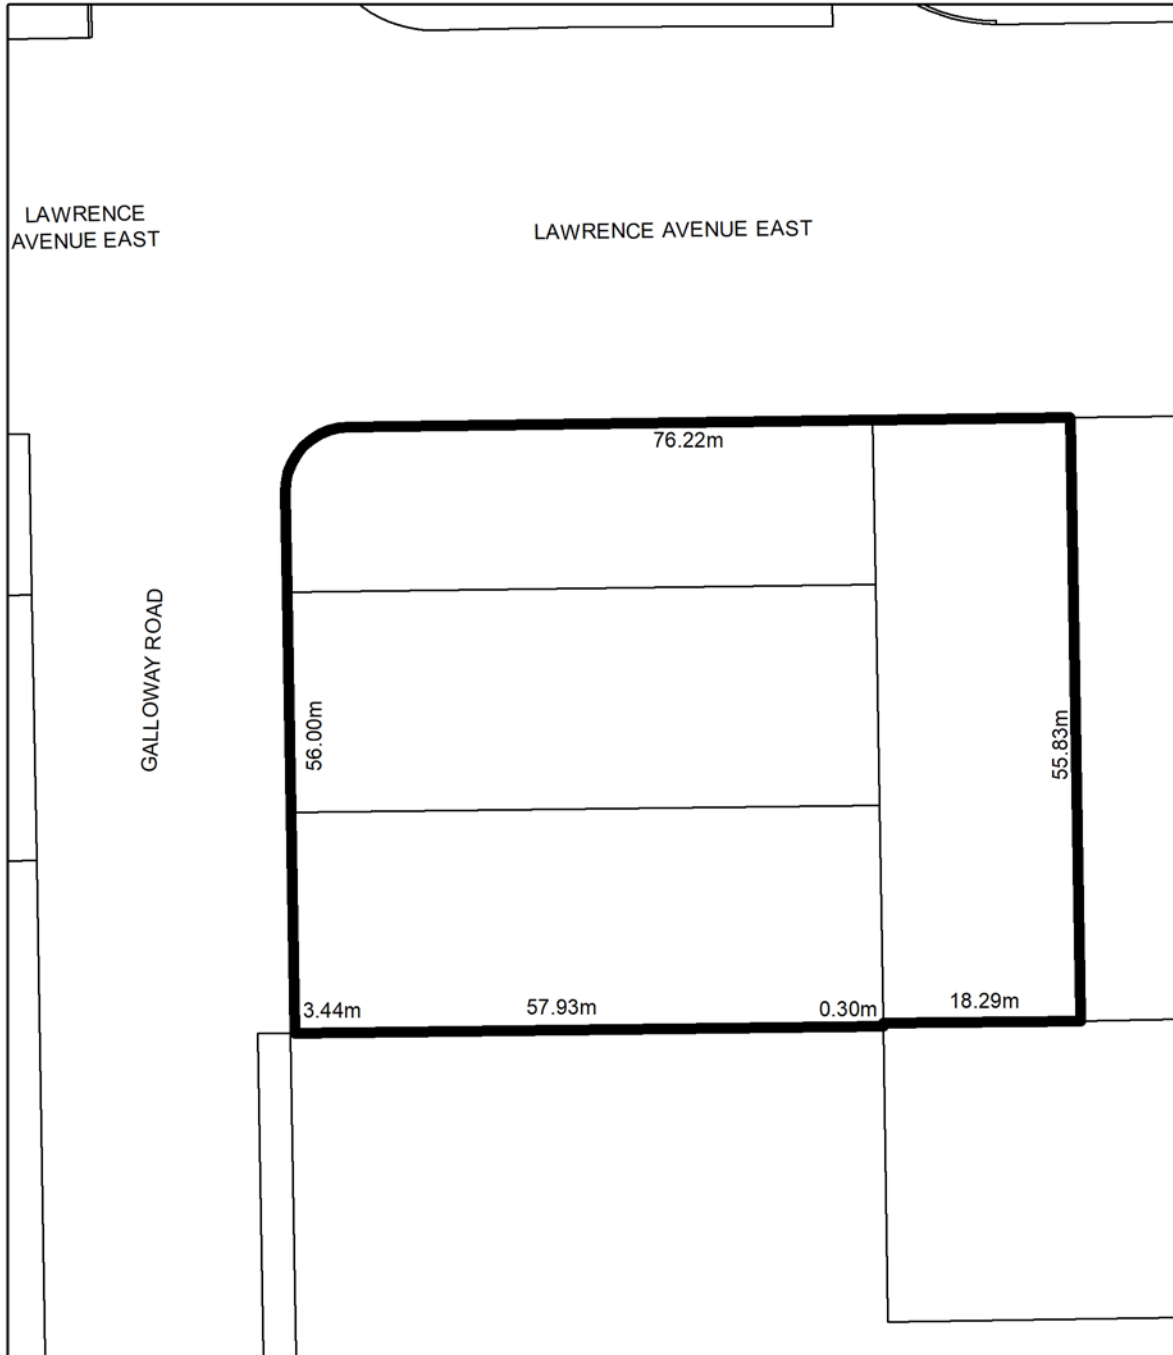 LAWRENCE
AVENUE EAST
LAWRENCE AVENUE EAST
76.22m
GALLOWAY ROAD
56.00m
55.83m
3.44m
57.93m
0.30m
18.29m